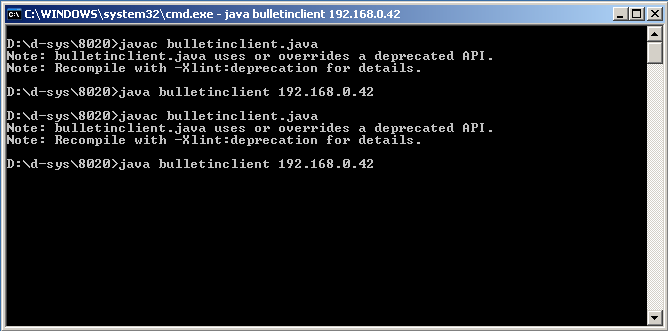 C:\WINDOWS\system32\cmd.exe - java bulletinclient 192.168.0.42
D:\d-sys\8020>javac bulletinclient.java
Note: bulletinclient.java uses or overrides a deprecated API.
Note: Recompile with -Xlint:deprecation for details.
D:\d-sys\8020>java bulletinclient 192.168.0.42
D:\d-sys\8020>javac bulletinclient.java
Note: bulletinclient.java uses or overrides a deprecated API.
Note: Recompile with -Xlint:deprecation for details.
D:\d-sys\8020>java bulletinclient 192.168.0.42